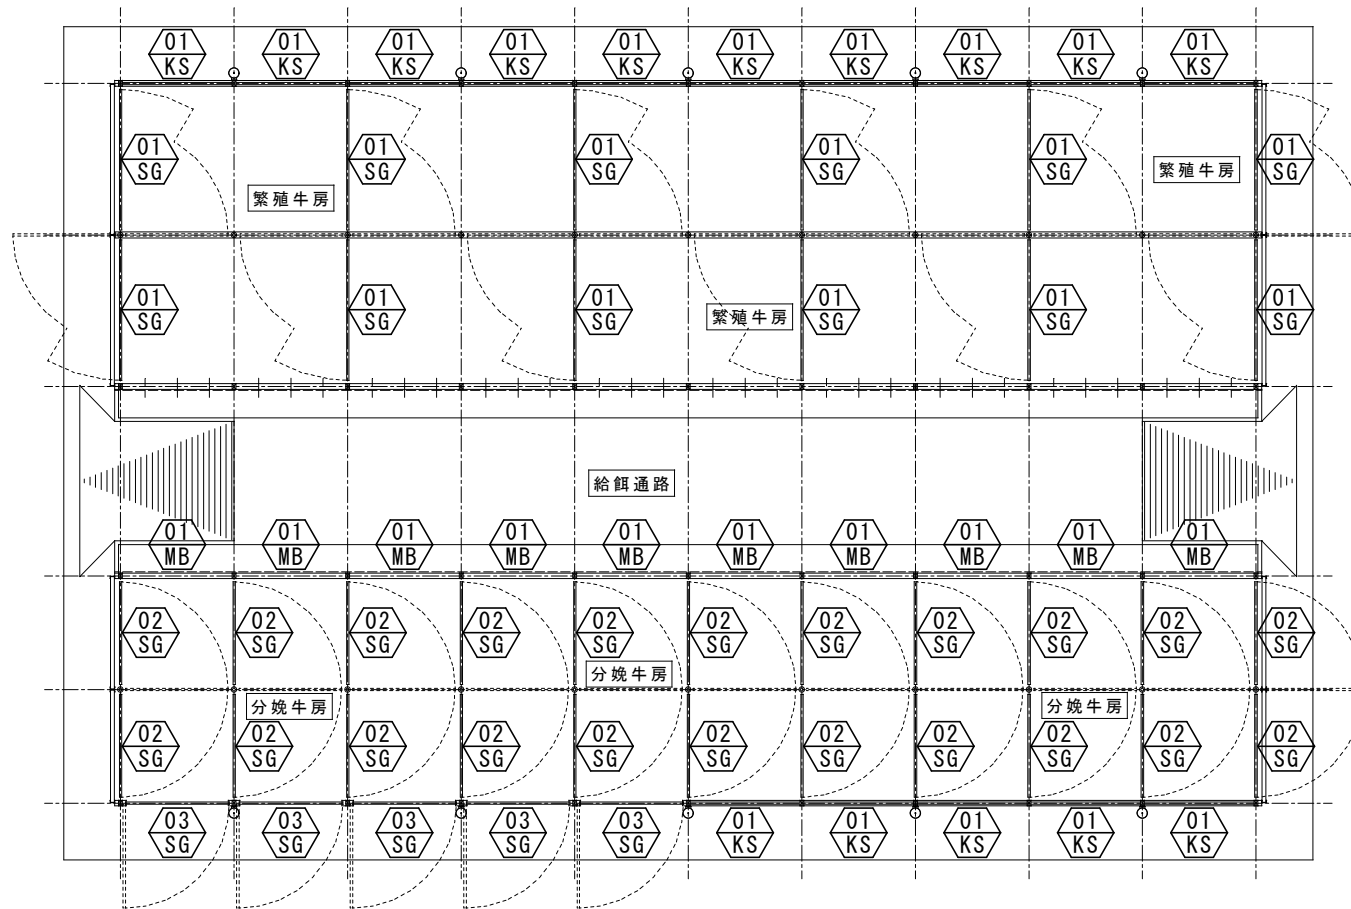 01 01 01 01 01 01 01 01 01 01
KS KS KS KS KS KS KS KS KS KS
01 01 01 01 01 01
SG SG SG SG SG SG
繁殖牛房
繁殖牛房
01 01 01 01 01 01
SG SG SG SG SG SG
繁殖牛房
給餌通路
01 01 01 01 01 01 01 01 01 01
MB MB MB MB MB MB MB MB MB MB
02 02 02 02 02 02 02 02 02 02 02
SG SG SG SG SG SG SG SG SG SG SG
分娩牛房
分娩牛房
分娩牛房
02 02 02 02 02 02 02 02 02 02 02
SG SG SG SG SG SG SG SG SG SG SG
03 03 03 03 03 01 01 01 01 01
SG SG SG SG SG KS KS KS KS KS